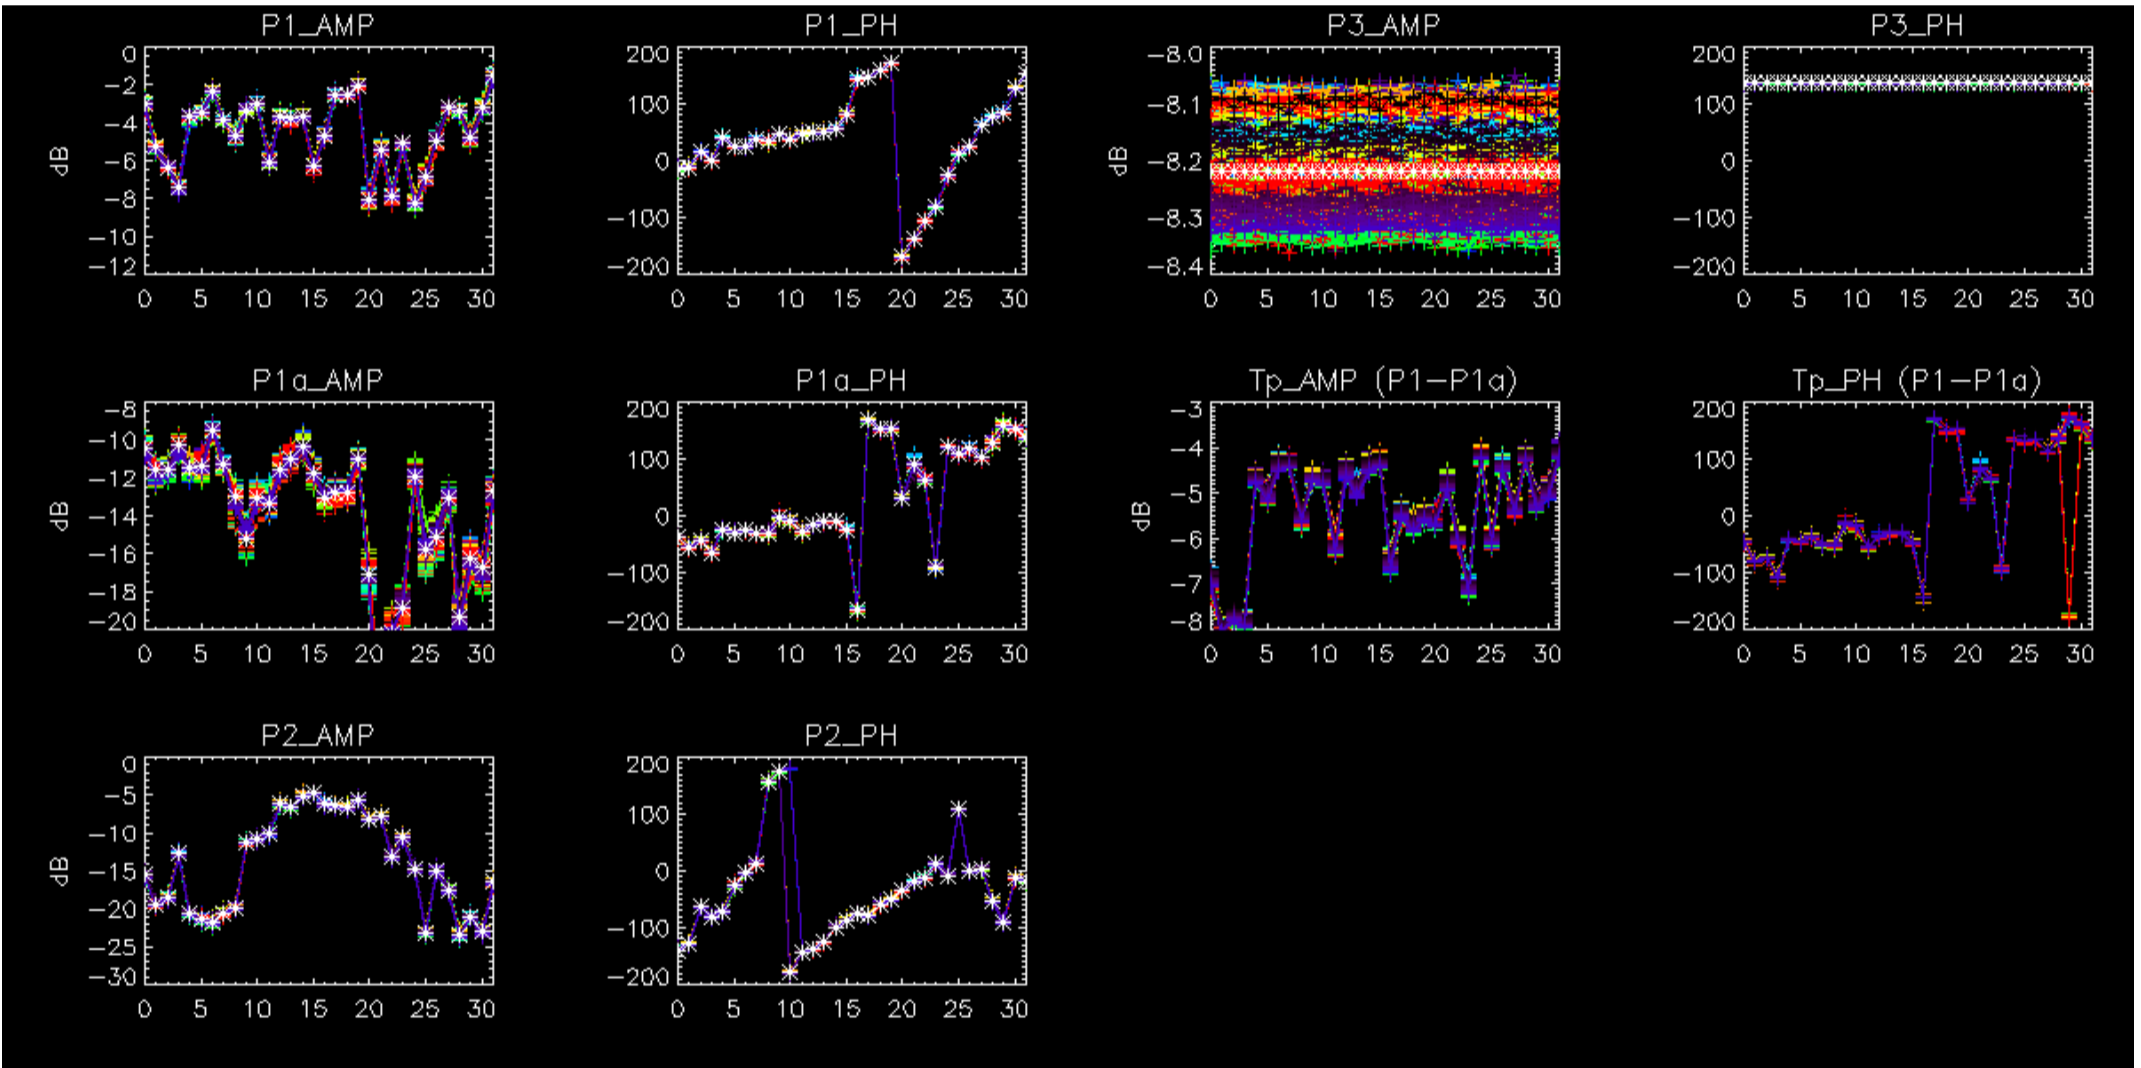 P1_AMP
0
-2
-4
-6
-8
-10
-12
dB
0 5 10 15 20 25 30
P1_PH
200
100
0
-100
-200
0 5 10 15 20 25 30
P3_AMP
-8.0
-8.1
-8.2
-8.3
-8.4
dB
0 5 10 15 20 25 30
P3_PH
200
100
0
-100
-200
0 5 10 15 20 25 30
P1a_AMP
-8
-10
-12
-14
-16
-18
-20
dB
0 5 10 15 20 25 30
P1a_PH
200
100
0
-100
-200
0 5 10 15 20 25 30
Tp_AMP (P1-P1a)
-3
-4
-5
-6
-7
-8
dB
0 5 10 15 20 25 30
Tp_PH (P1-P1a)
200
100
0
-100
-200
0 5 10 15 20 25 30
P2_AMP
0
-5
-10
-15
-20
-25
-30
dB
0 5 10 15 20 25 30
P2_PH
200
100
0
-100
-200
0 5 10 15 20 25 30